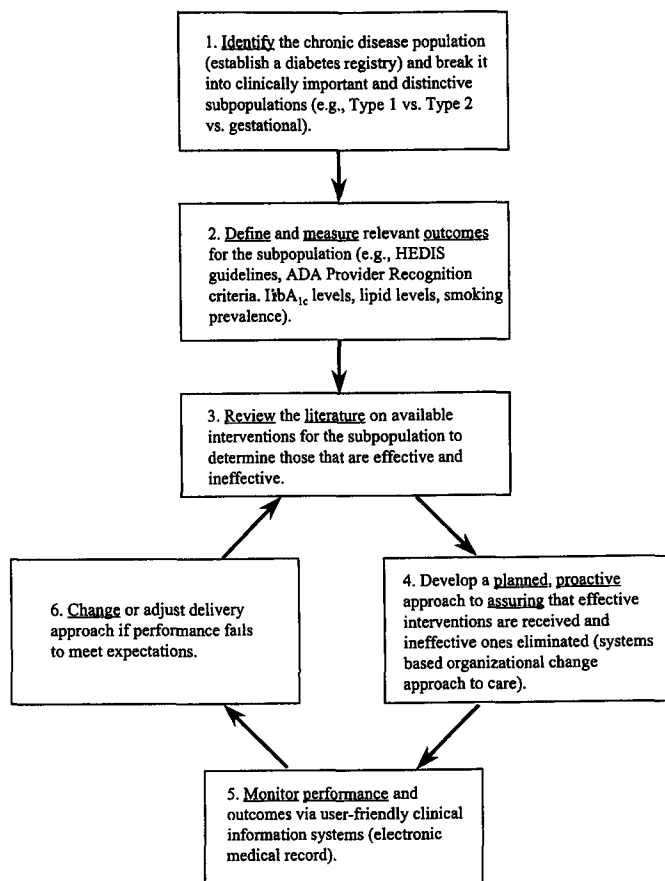 1. Identify the chronic disease population
(establish a diabetes registry) and break it
into clinically important and distinctive
subpopulations (e.g., Type 1 vs. Type 2
vs. gestational).
2. Define and measure relevant outcomes
for the subpopulation (e.g., HEDIS
guidelines, ADA Provider Recognition
criteria. HbA1c levels, lipid levels, smoking
prevalence).
3. Review the literature on available
interventions for the subpopulation to
determine those that are effective and
ineffective.
4. Develop a planned, proactive
approach to assuring that effective
interventions are received and
ineffective ones eliminated (systems
based organizational change
approach to care).
5. Monitor performance and
outcomes via user-friendly clinical
information systems (electronic
medical record).
6. Change or adjust delivery
approach if performance fails
to meet expectations.